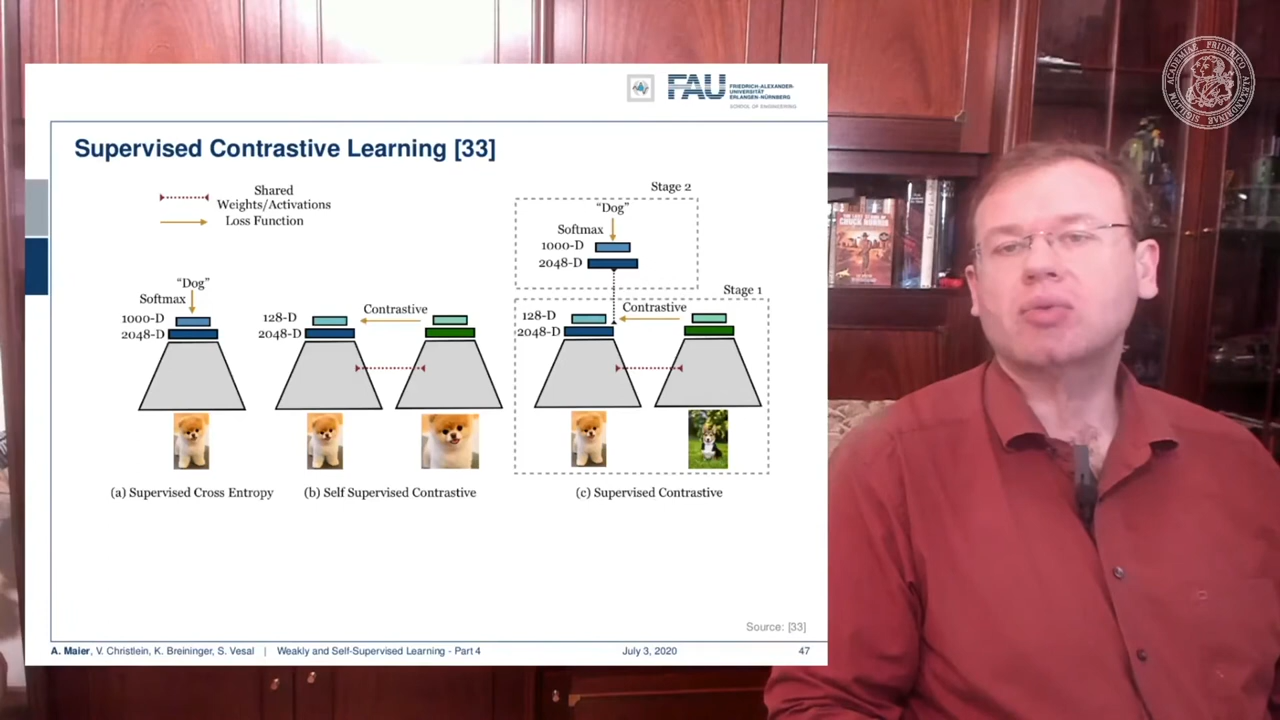 FAU
FRIEDRICH-ALEXANDER-
UNIVERSITÄT
ERLANGEN-NÜRNBERG
SCHOOL OF ENGINEERING
Supervised Contrastive Learning [33]
Shared
Weights/Activations
Loss Function
"Dog"
Softmax
1000-D
2048-D
128-D
2048-D
Contrastive
Stage 2
"Dog"
Softmax
1000-D
2048-D
Stage 1
Contrastive
128-D
2048-D
(a) Supervised Cross Entropy
(b) Self Supervised Contrastive
(c) Supervised Contrastive
Source: [33]
A. Maier, V. Christlein, K. Breininger, S. Vesal | Weakly and Self-Supervised Learning - Part 4 July 3, 2020 47
CHUCK NORRIS